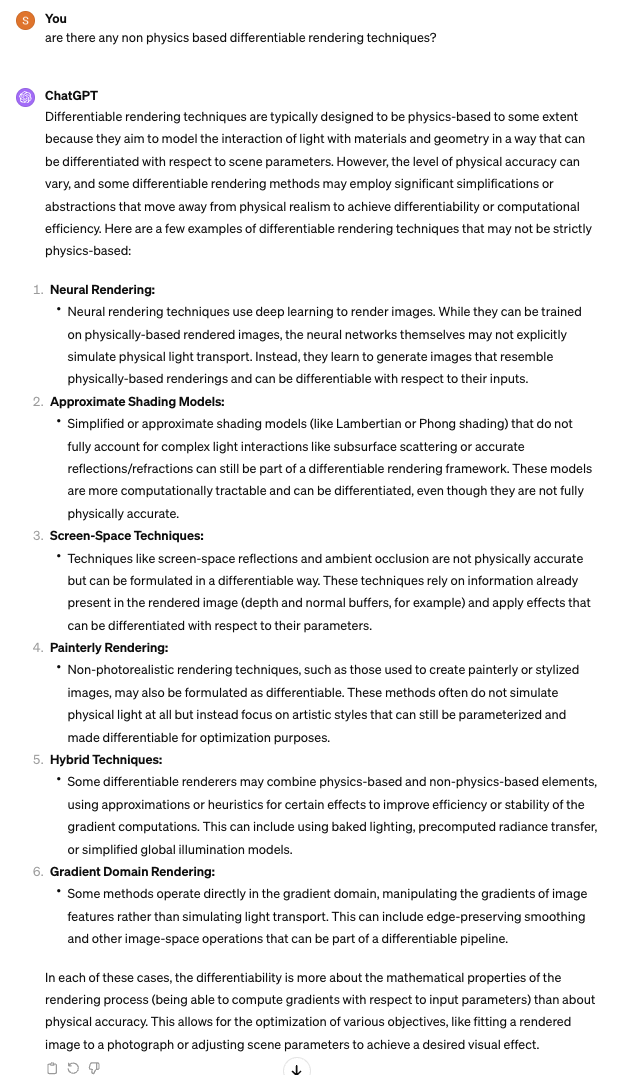 S
You
are there any non physics based differentiable rendering techniques?
ChatGPT
Differentiable rendering techniques are typically designed to be physics-based to some extent
because they aim to model the interaction of light with materials and geometry in a way that can
be differentiated with respect to scene parameters. However, the level of physical accuracy can
vary, and some differentiable rendering methods may employ significant simplifications or
abstractions that move away from physical realism to achieve differentiability or computational
efficiency. Here are a few examples of differentiable rendering techniques that may not be strictly
physics-based:
1. Neural Rendering:
• Neural rendering techniques use deep learning to render images. While they can be trained
on physically-based rendered images, the neural networks themselves may not explicitly
simulate physical light transport. Instead, they learn to generate images that resemble
physically-based renderings and can be differentiable with respect to their inputs.
2. Approximate Shading Models:
• Simplified or approximate shading models (like Lambertian or Phong shading) that do not
fully account for complex light interactions like subsurface scattering or accurate
reflections/refractions can still be part of a differentiable rendering framework. These models
are more computationally tractable and can be differentiated, even though they are not fully
physically accurate.
3. Screen-Space Techniques:
• Techniques like screen-space reflections and ambient occlusion are not physically accurate
but can be formulated in a differentiable way. These techniques rely on information already
present in the rendered image (depth and normal buffers, for example) and apply effects that
can be differentiated with respect to their parameters.
4. Painterly Rendering:
• Non-photorealistic rendering techniques, such as those used to create painterly or stylized
images, may also be formulated as differentiable. These methods often do not simulate
physical light at all but instead focus on artistic styles that can still be parameterized and
made differentiable for optimization purposes.
5. Hybrid Techniques:
• Some differentiable renderers may combine physics-based and non-physics-based elements,
using approximations or heuristics for certain effects to improve efficiency or stability of the
gradient computations. This can include using baked lighting, precomputed radiance transfer,
or simplified global illumination models.
6. Gradient Domain Rendering:
• Some methods operate directly in the gradient domain, manipulating the gradients of image
features rather than simulating light transport. This can include edge-preserving smoothing
and other image-space operations that can be part of a differentiable pipeline.
In each of these cases, the differentiability is more about the mathematical properties of the
rendering process (being able to compute gradients with respect to input parameters) than about
physical accuracy. This allows for the optimization of various objectives, like fitting a rendered
image to a photograph or adjusting scene parameters to achieve a desired visual effect.